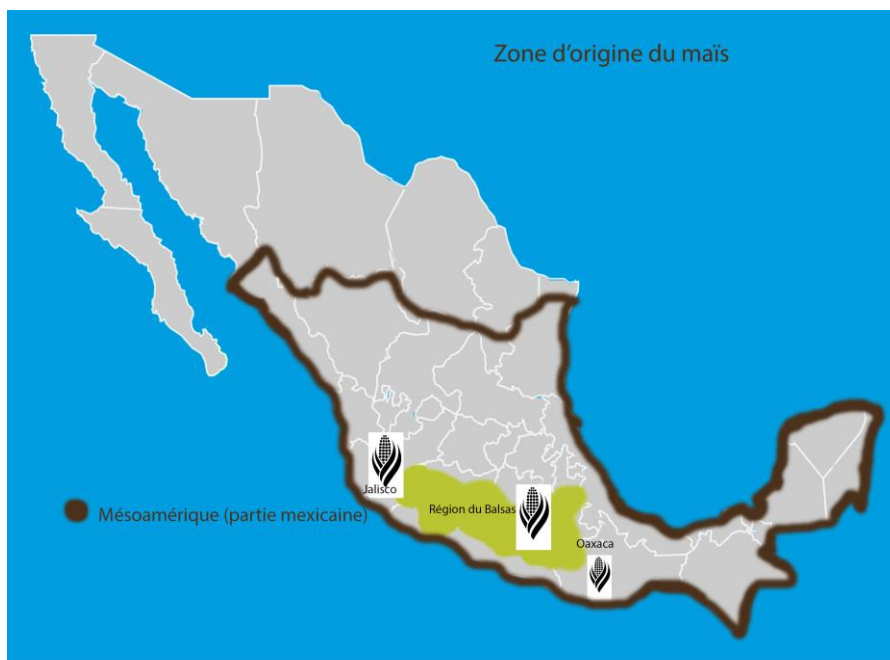 Zone d'origine du maïs
Jalisco
Région du Balsas
Mésoamérique (partie mexicaine)
Oaxaca